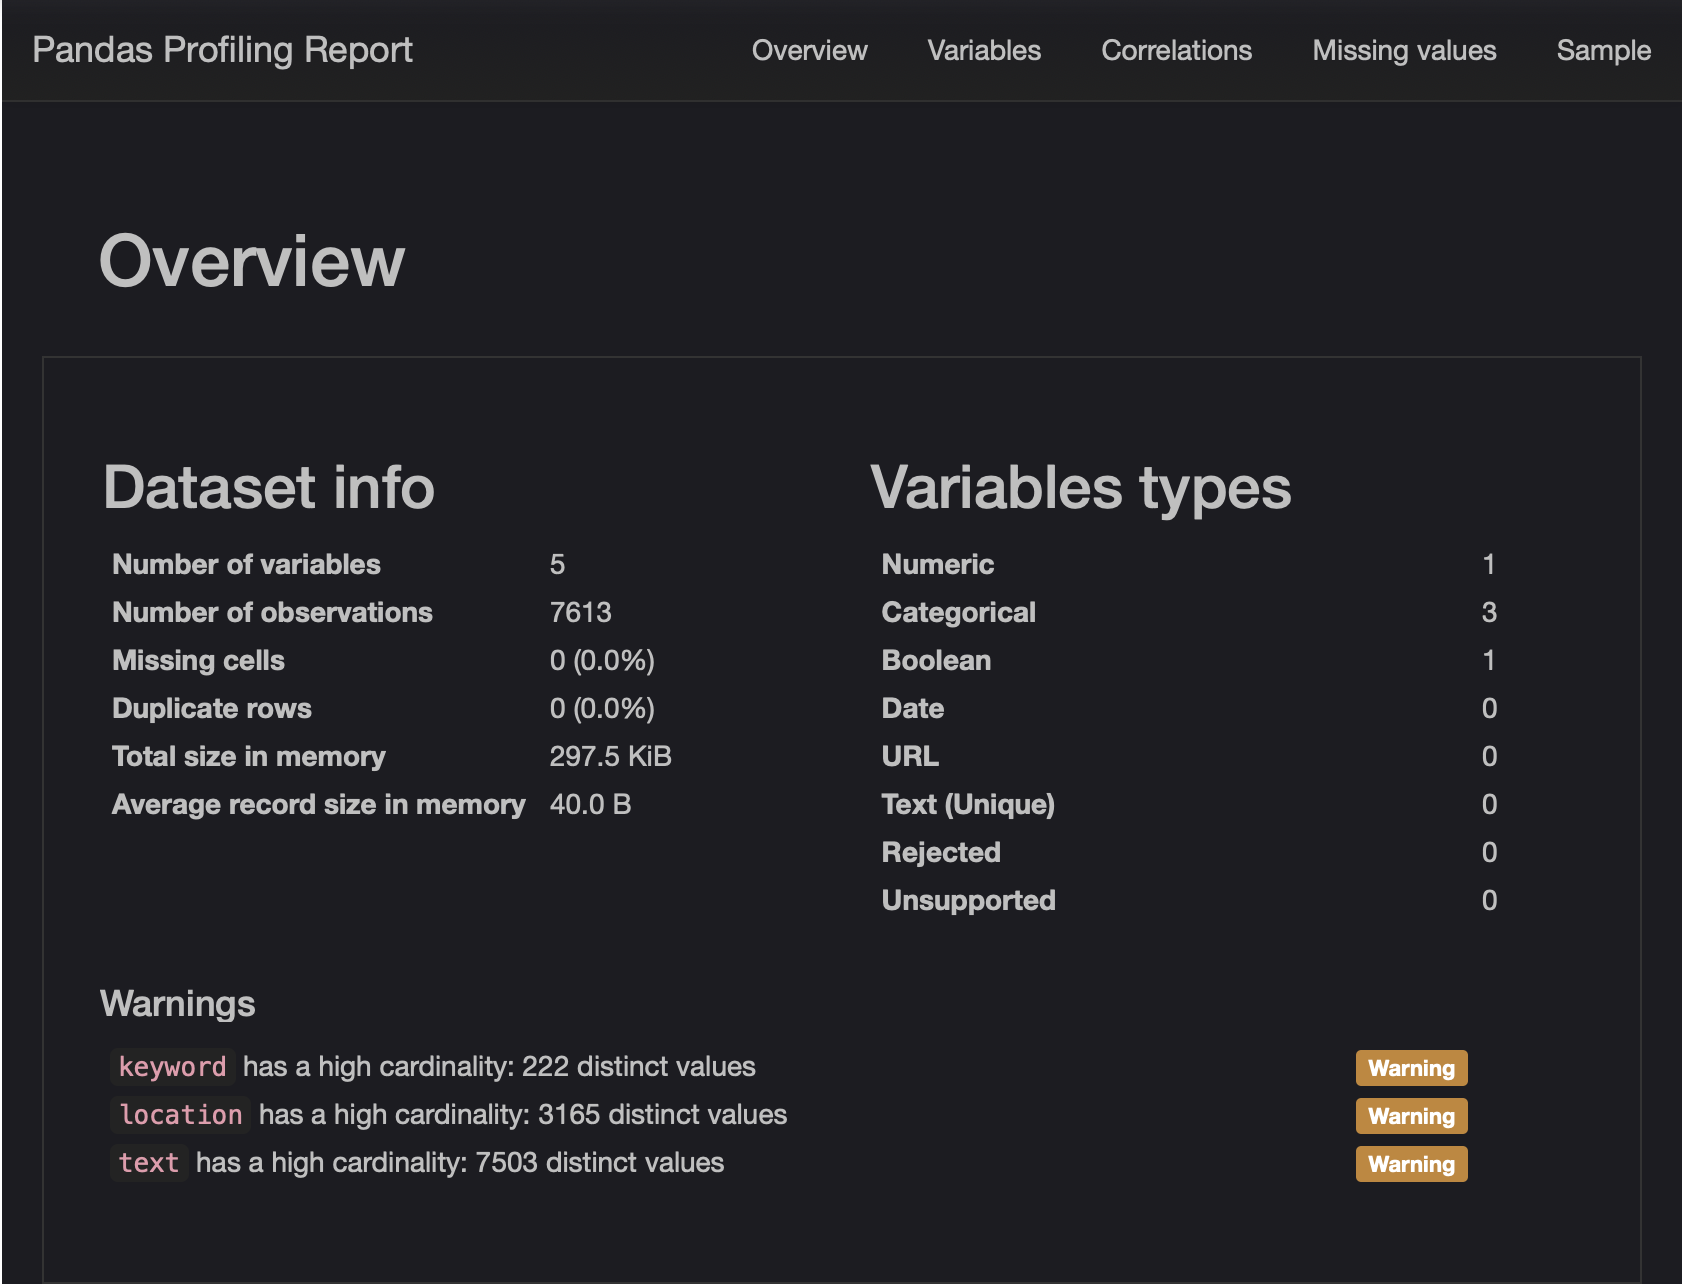 Pandas Profiling Report Overview Variables Correlations Missing values Sample
Overview
Dataset info
Number of variables 5
Number of observations 7613
Missing cells 0 (0.0%)
Duplicate rows 0 (0.0%)
Total size in memory 297.5 KiB
Average record size in memory 40.0 B
Variables types
Numeric 1
Categorical 3
Boolean 1
Date 0
URL 0
Text (Unique) 0
Rejected 0
Unsupported 0
Warnings
keyword has a high cardinality: 222 distinct values Warning
location has a high cardinality: 3165 distinct values Warning
text has a high cardinality: 7503 distinct values Warning